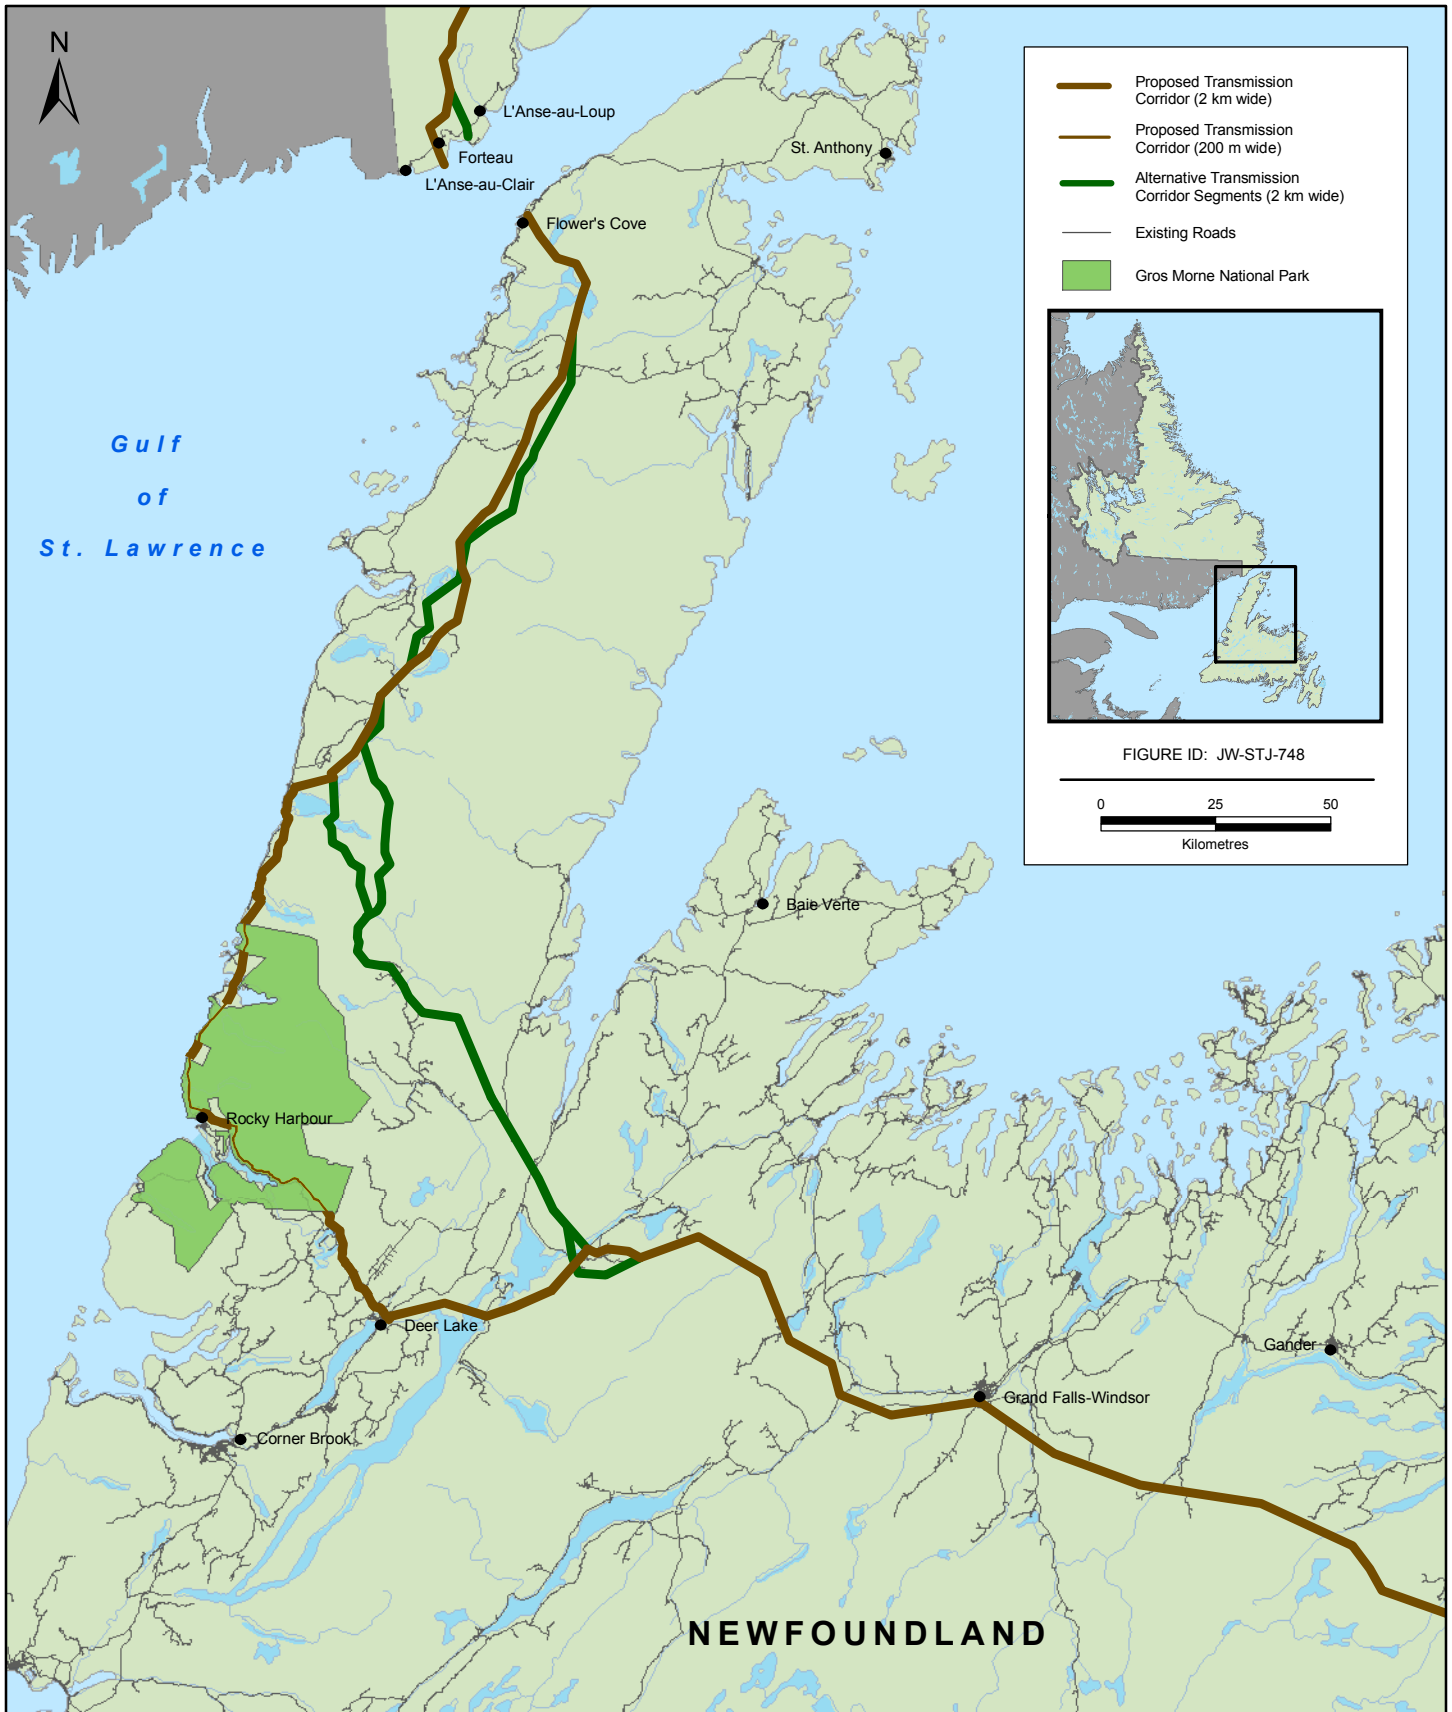 N
L'Anse-au-Loup
Forteau
L'Anse-au-Clair
St. Anthony
Flower's Cove
Gulf
of
St. Lawrence
Baie Verte
Rocky Harbour
Deer Lake
Gander
Grand Falls-Windsor
Corner Brook
NEWFOUNDLAND
Proposed Transmission
Corridor (2 km wide)
Proposed Transmission
Corridor (200 m wide)
Alternative Transmission
Corridor Segments (2 km wide)
Existing Roads
Gros Morne National Park
FIGURE ID: JW-STJ-748
0 25 50
Kilometres